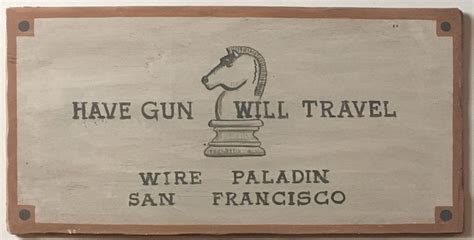 HAVE GUN WILL TRAVEL
WIRE PALADIN
SAN FRANCISCO